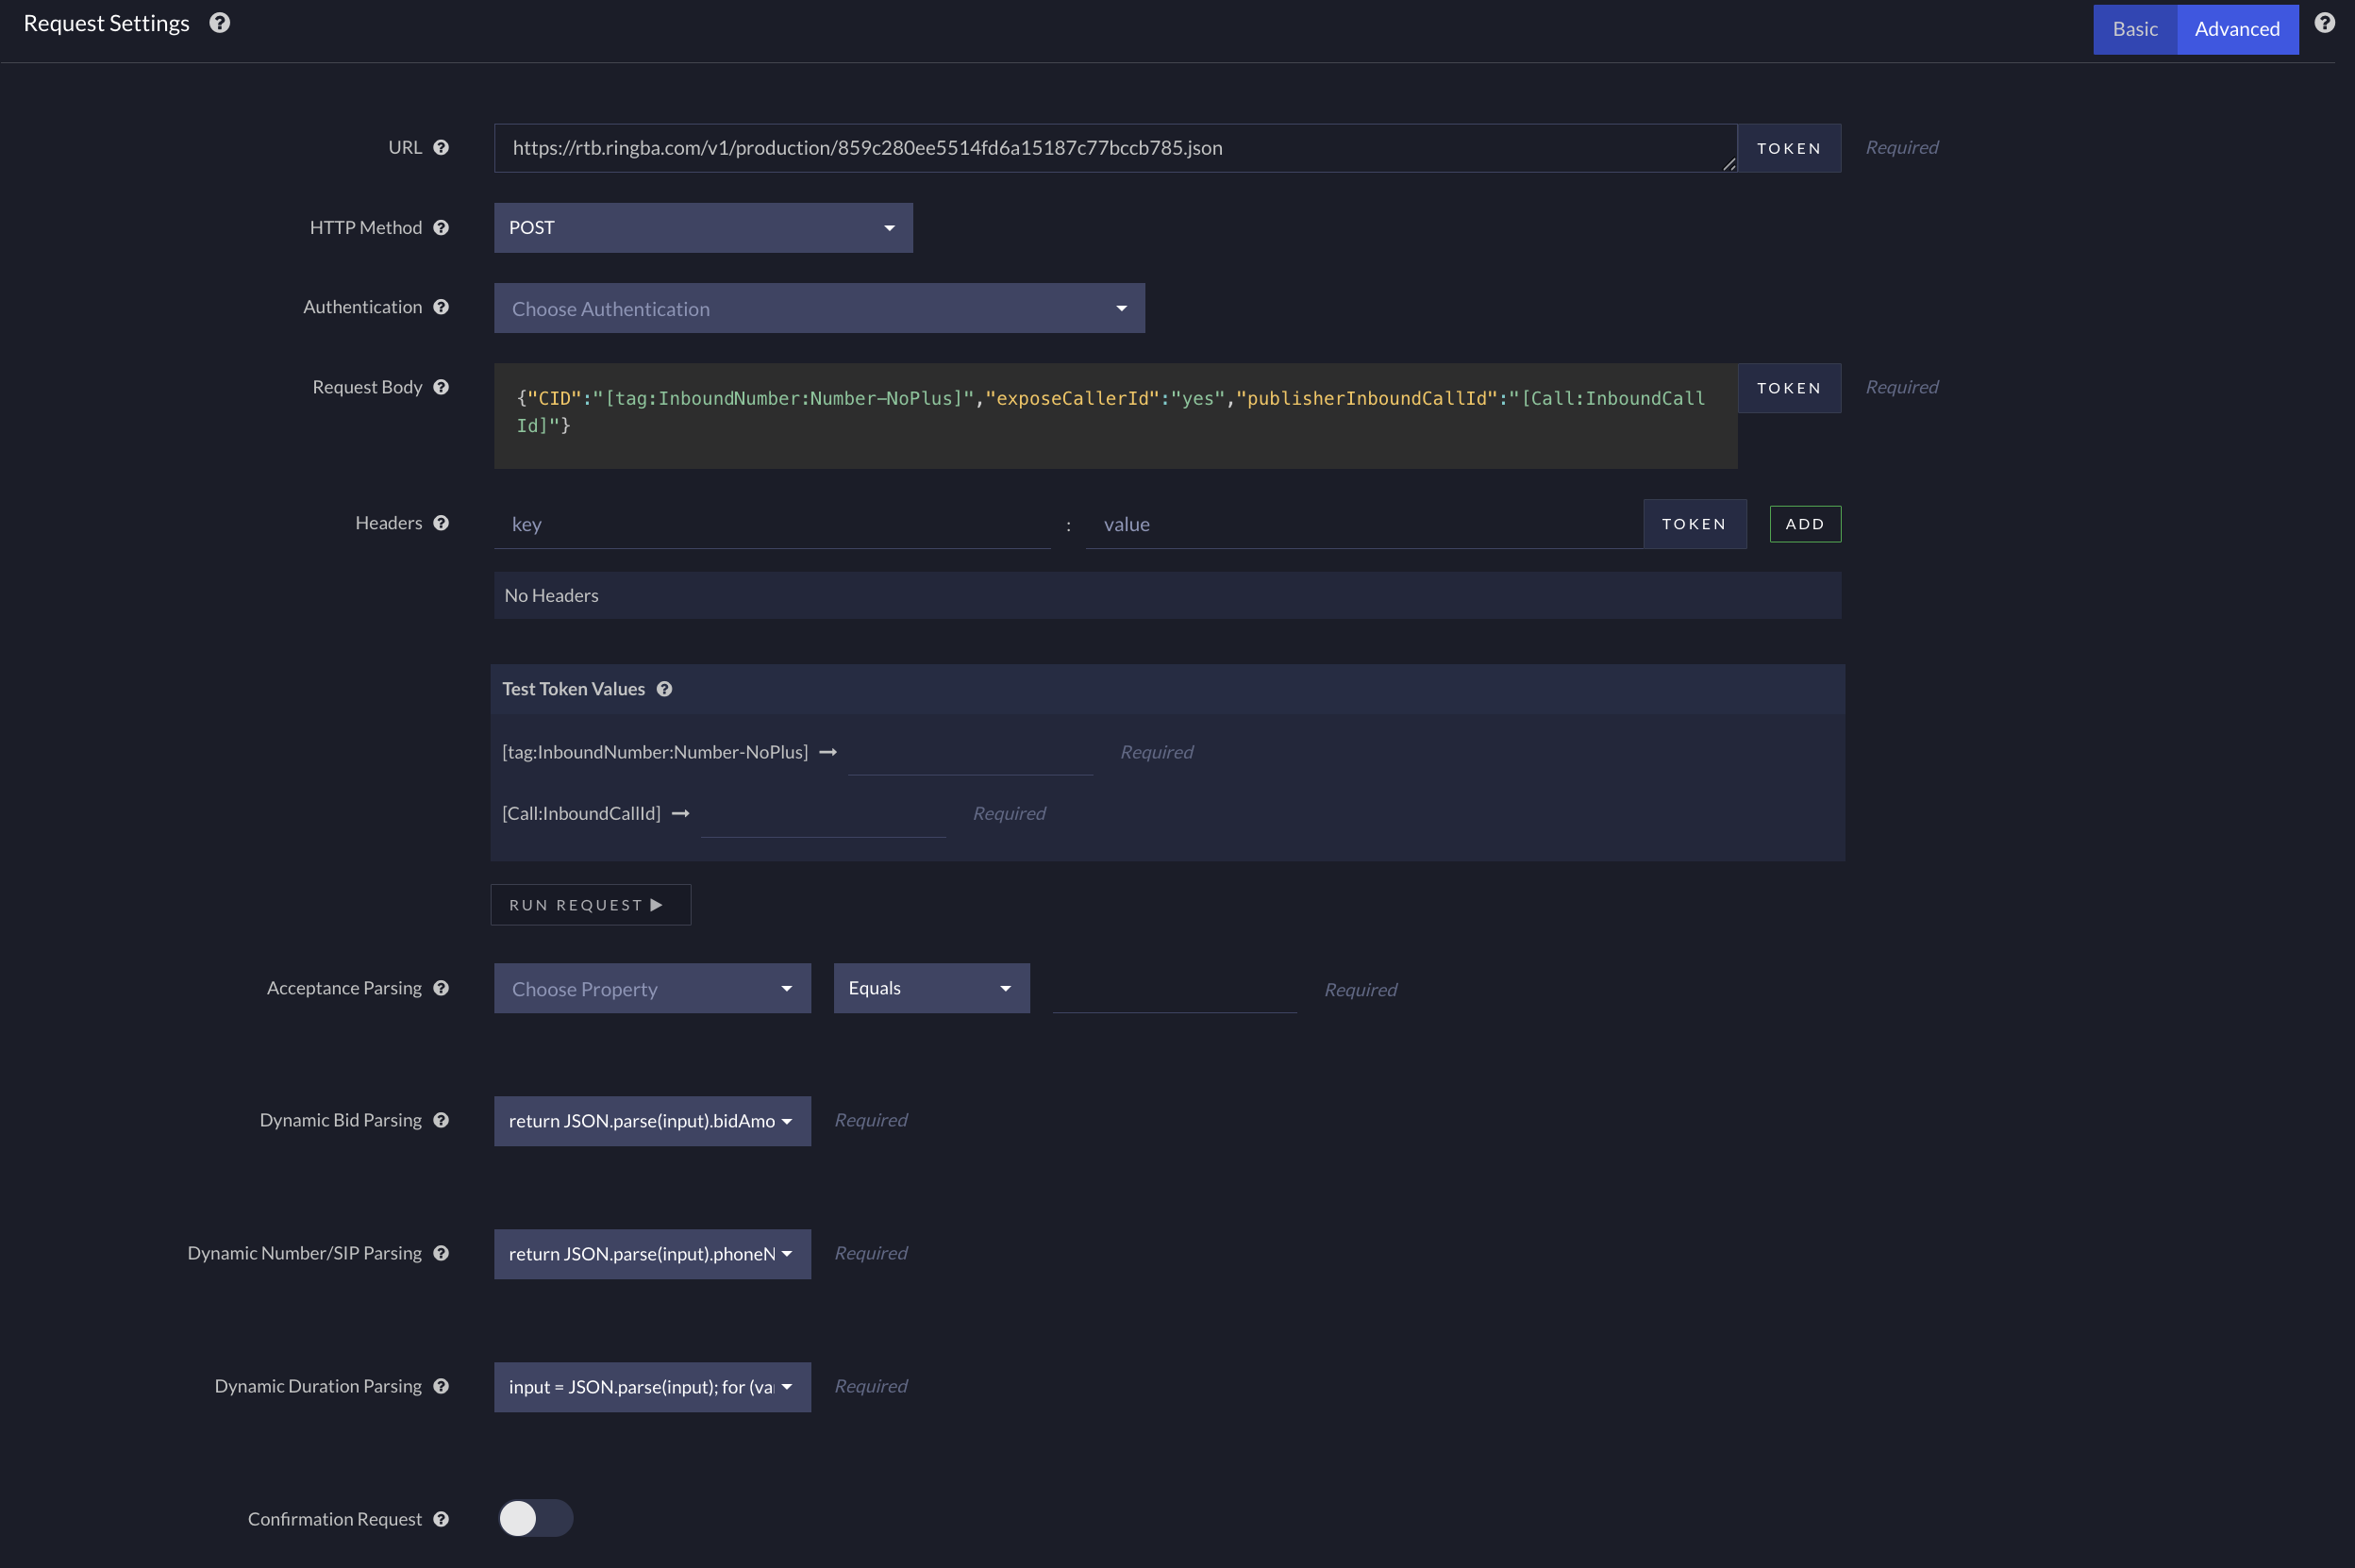 Request Settings
Basic Advanced
URL https://rtb.ringba.com/v1/production/859c280ee5514fd6a15187c77bccb785.json TOKEN Required
HTTP Method POST
Authentication Choose Authentication
Request Body {"CID":"[tag:InboundNumber:Number-NoPlus]","exposeCallerId":"yes","publisherInboundCallId":"[Call:InboundCall TOKEN Required
Id]"}
Headers key : value TOKEN ADD
No Headers
Test Token Values
[tag:InboundNumber:Number-NoPlus] → Required
[Call:InboundCallId] → Required
RUN REQUEST
Acceptance Parsing Choose Property Equals Required
Dynamic Bid Parsing return JSON.parse(input).bidAmo Required
Dynamic Number/SIP Parsing return JSON.parse(input).phoneN Required
Dynamic Duration Parsing input = JSON.parse(input); for (va Required
Confirmation Request